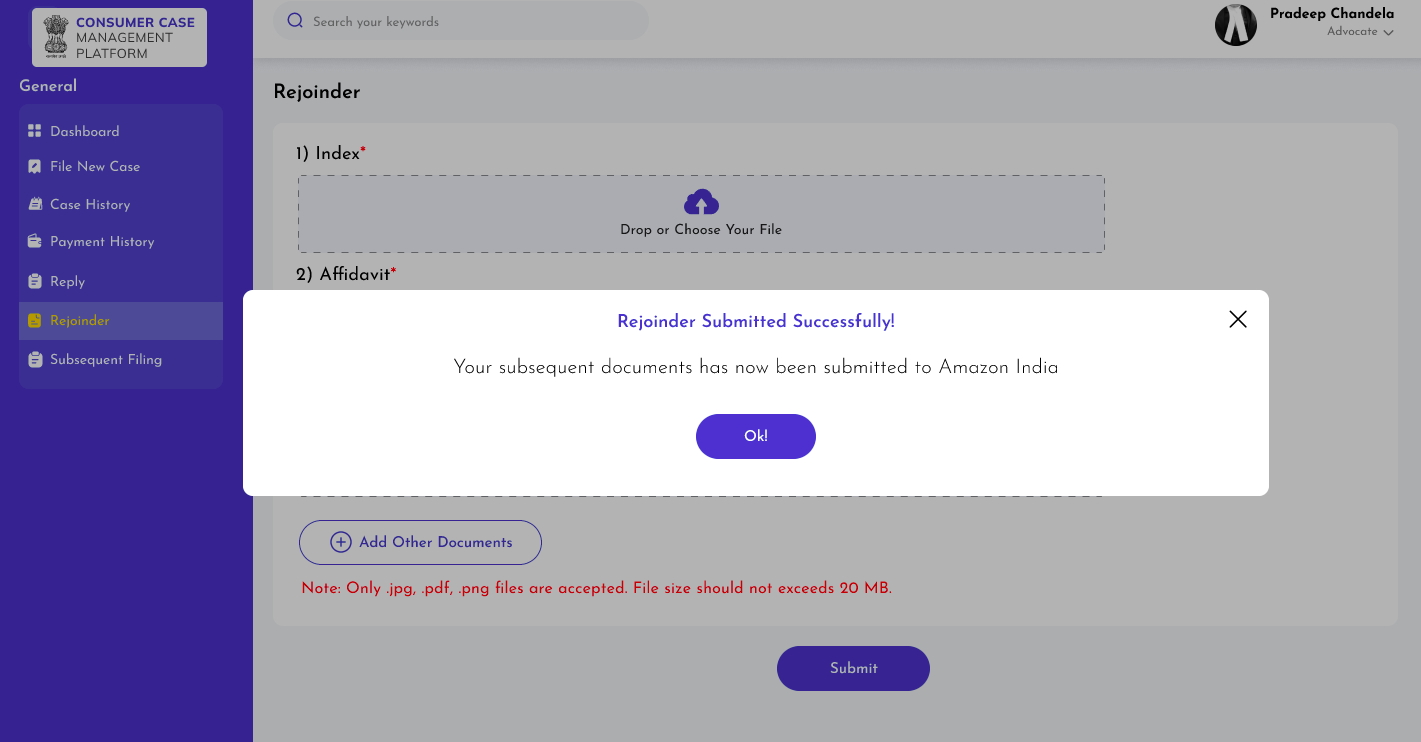 CONSUMER CASE
MANAGEMENT
PLATFORM
General
Dashboard
File New Case
Case History
Payment History
Reply
Rejoinder
Subsequent Filing
Search your keywords
Pradeep Chandela
Advocate
Rejoinder
1) Index*
Drop or Choose Your File
2) Affidavit*
Rejoinder Submitted Successfully!
Your subsequent documents has now been submitted to Amazon India
Ok!
Add Other Documents
Note: Only .jpg, .pdf, .png files are accepted. File size should not exceeds 20 MB.
Submit